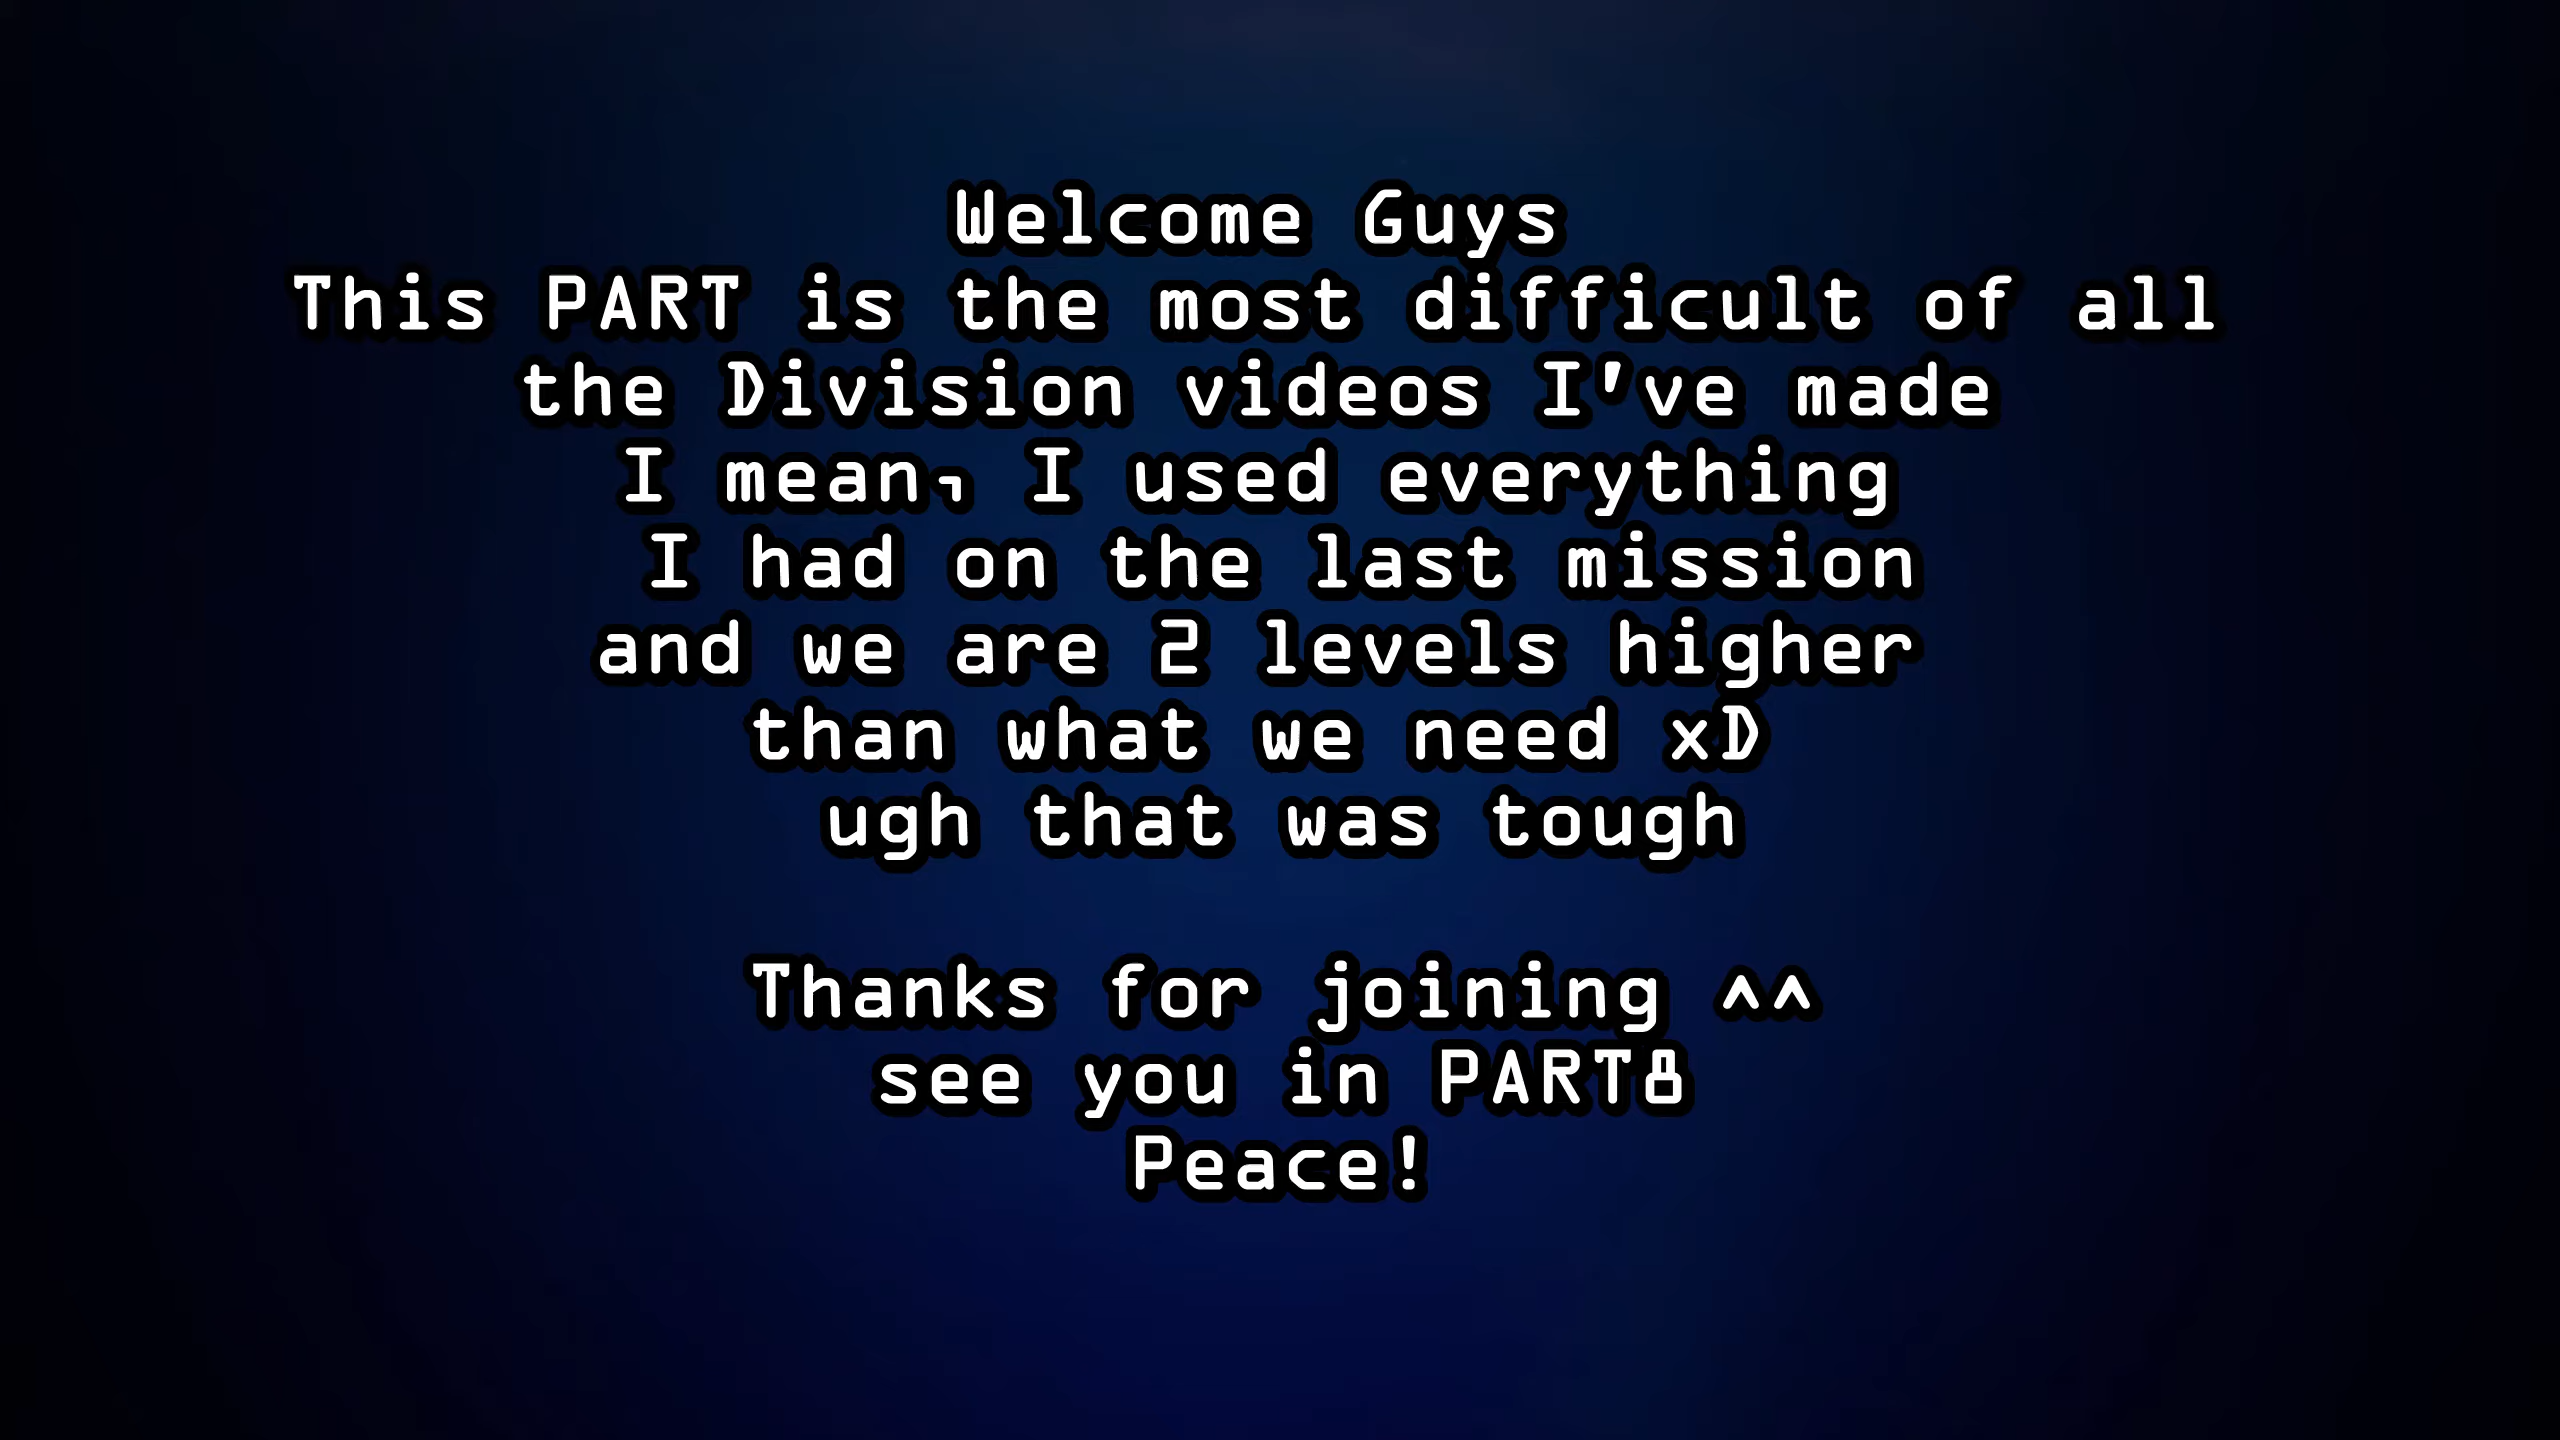 Welcome Guys
This PART is the most difficult of all
the Division videos I've made
I mean, I used everything
I had on the last mission
and we are 2 levels higher
than what we need xD
ugh that was tough
Thanks for joining ^^
see you in PART8
Peace!